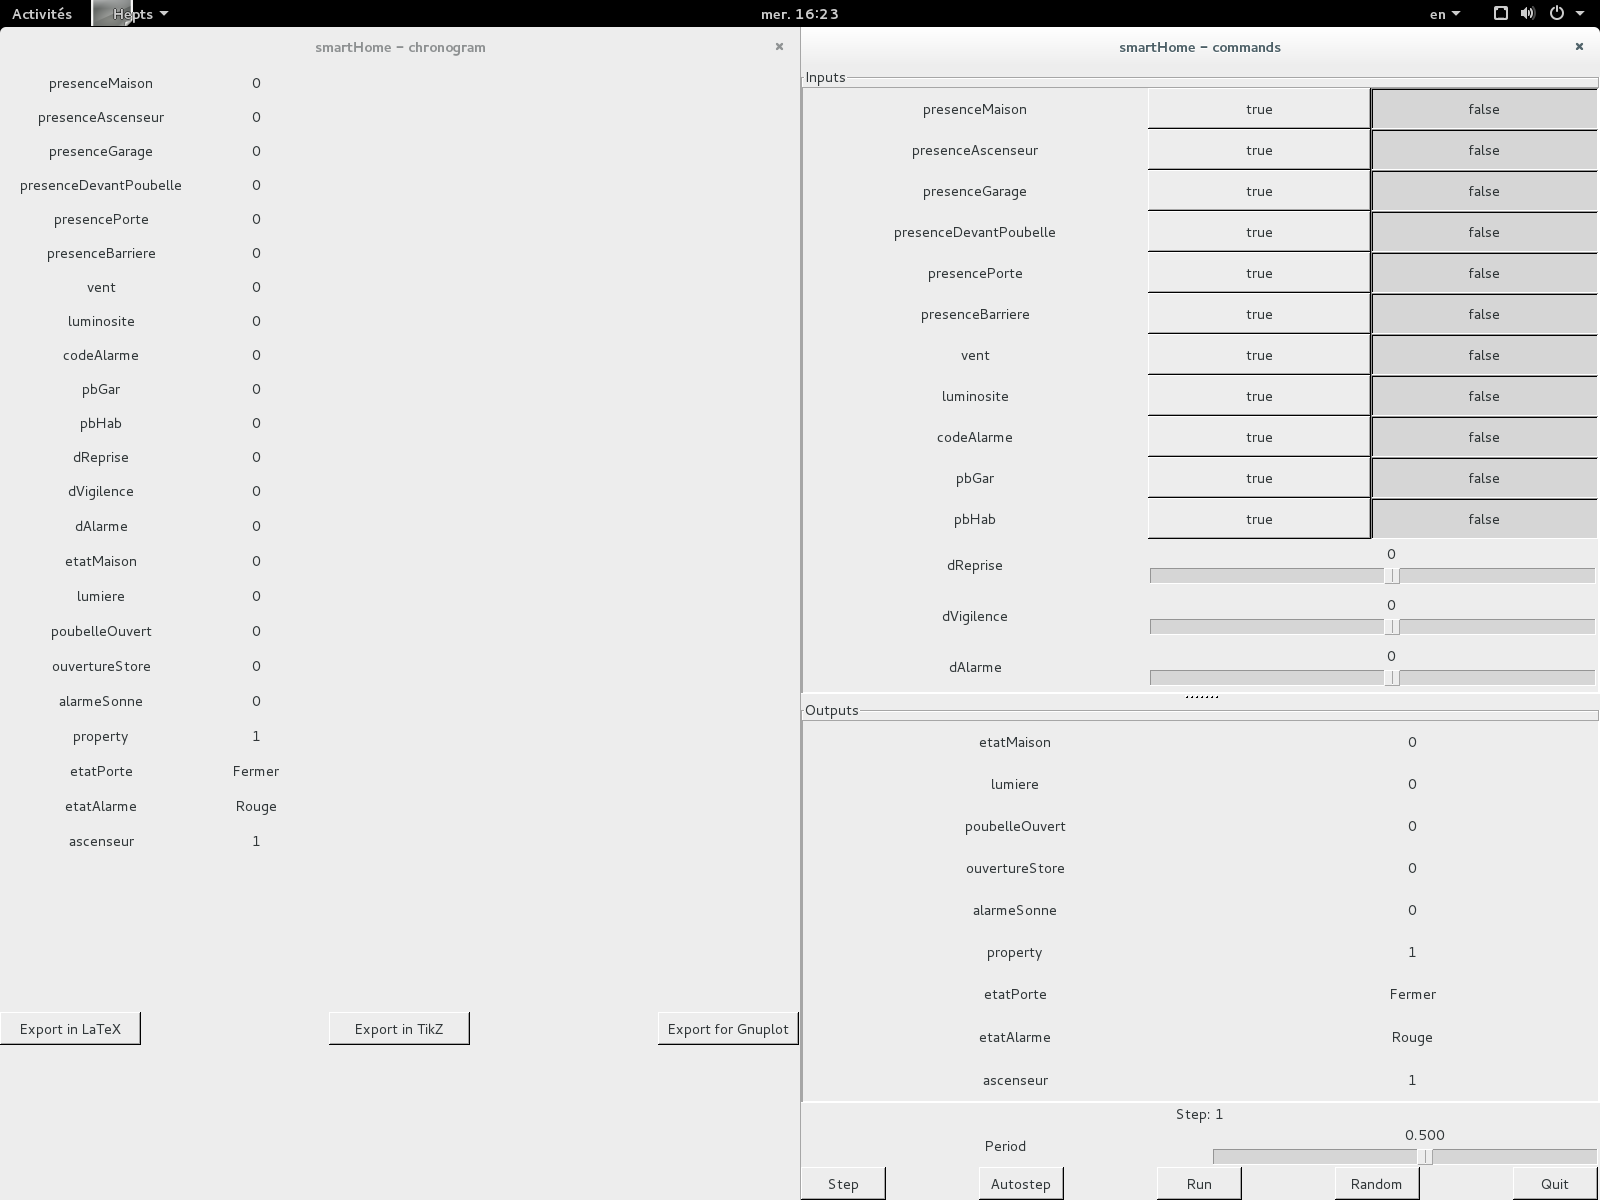 Activités Hepts mer. 16:23 en
smartHome - chronogram
presenceMaison 0
presenceAscenseur 0
presenceGarage 0
presenceDevantPoubelle 0
presencePorte 0
presenceBarriere 0
vent 0
luminosite 0
codeAlarme 0
pbGar 0
pbHab 0
dReprise 0
dVigilence 0
dAlarme 0
etatMaison 0
lumiere 0
poubelleOuvert 0
ouvertureStore 0
alarmeSonne 0
property 1
etatPorte Fermer
etatAlarme Rouge
ascenseur 1
Export in LaTeX Export in TikZ Export for Gnuplot
smartHome - commands
Inputs
presenceMaison true false
presenceAscenseur true false
presenceGarage true false
presenceDevantPoubelle true false
presencePorte true false
presenceBarriere true false
vent true false
luminosite true false
codeAlarme true false
pbGar true false
pbHab true false
0
dReprise
0
dVigilence
0
dAlarme
Outputs
etatMaison 0
lumiere 0
poubelleOuvert 0
ouvertureStore 0
alarmeSonne 0
property 1
etatPorte Fermer
etatAlarme Rouge
ascenseur 1
Step: 1
0.500
Period
Step Autostep Run Random Quit